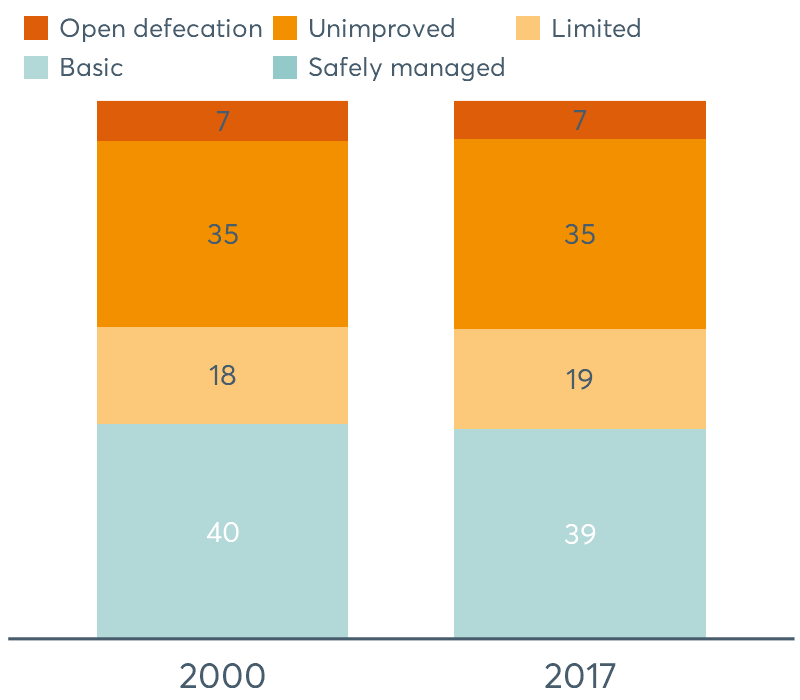 Open defecation Unimproved Limited
Basic Safely managed
7 7
35 35
18 19
40 39
2000 2017